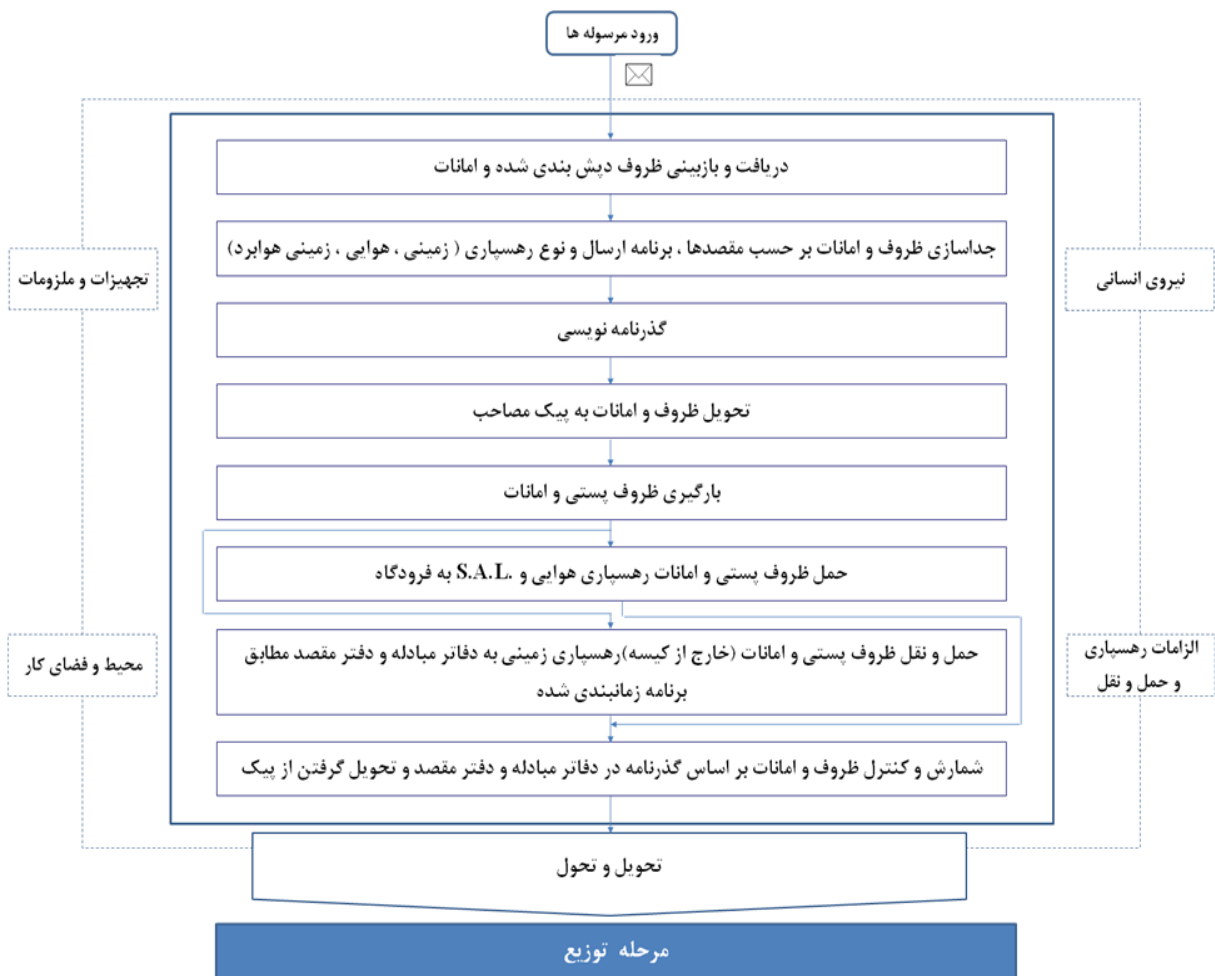 ورود مرسوله ها
دریافت و بازبینی ظروف دپش بندی شده و امانات
جداسازی ظروف و امانات بر حسب مقصدها ، برنامه ارسال و نوع رهسپاری ( زمینی ، هوایی ، زمینی هوابرد)
نیروی انسانی
تجهیزات و ملزومات
گذرنامه نویسی
تحویل ظروف و امانات به پیک مصاحب
بارگیری ظروف پستی و امانات
حمل ظروف پستی و امانات رهسپاری هوایی و .S.A.L به فرودگاه
الزامات رهسپاری
و حمل و نقل
حمل و نقل ظروف پستی و امانات (خارج از کیسه)رهسپاری زمینی به دفاتر مبادله و دفتر مقصد مطابق
برنامه زمانبندی شده
محیط و فضای کار
شمارش و کنترل ظروف و امانات بر اساس گذرنامه در دفاتر مبادله و دفتر مقصد و تحویل گرفتن از پیک
تحویل و تحول
مرحله توزیع